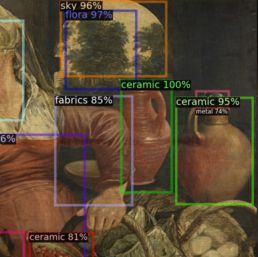 sky 96%
flora 97%
ceramic 100%
fabrics 85%
ceramic 95%
metal 74%
6%
ceramic 81%